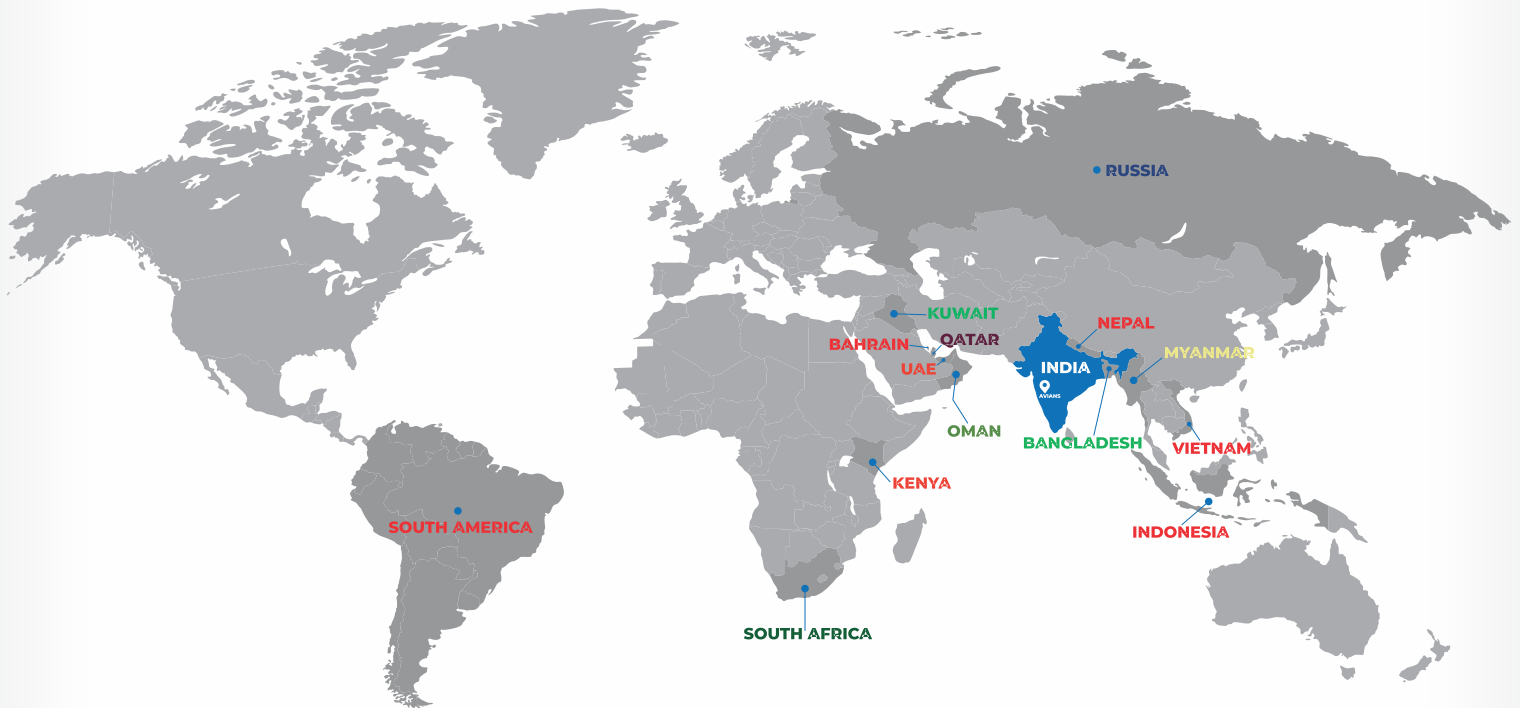 RUSSIA
KUWAIT
NEPAL
QATAR
BAHRAIN
MYANMAR
UAE
INDIA
AVIANS
OMAN
BANGLADESH
VIETNAM
KENYA
SOUTH AMERICA
INDONESIA
SOUTH AFRICA